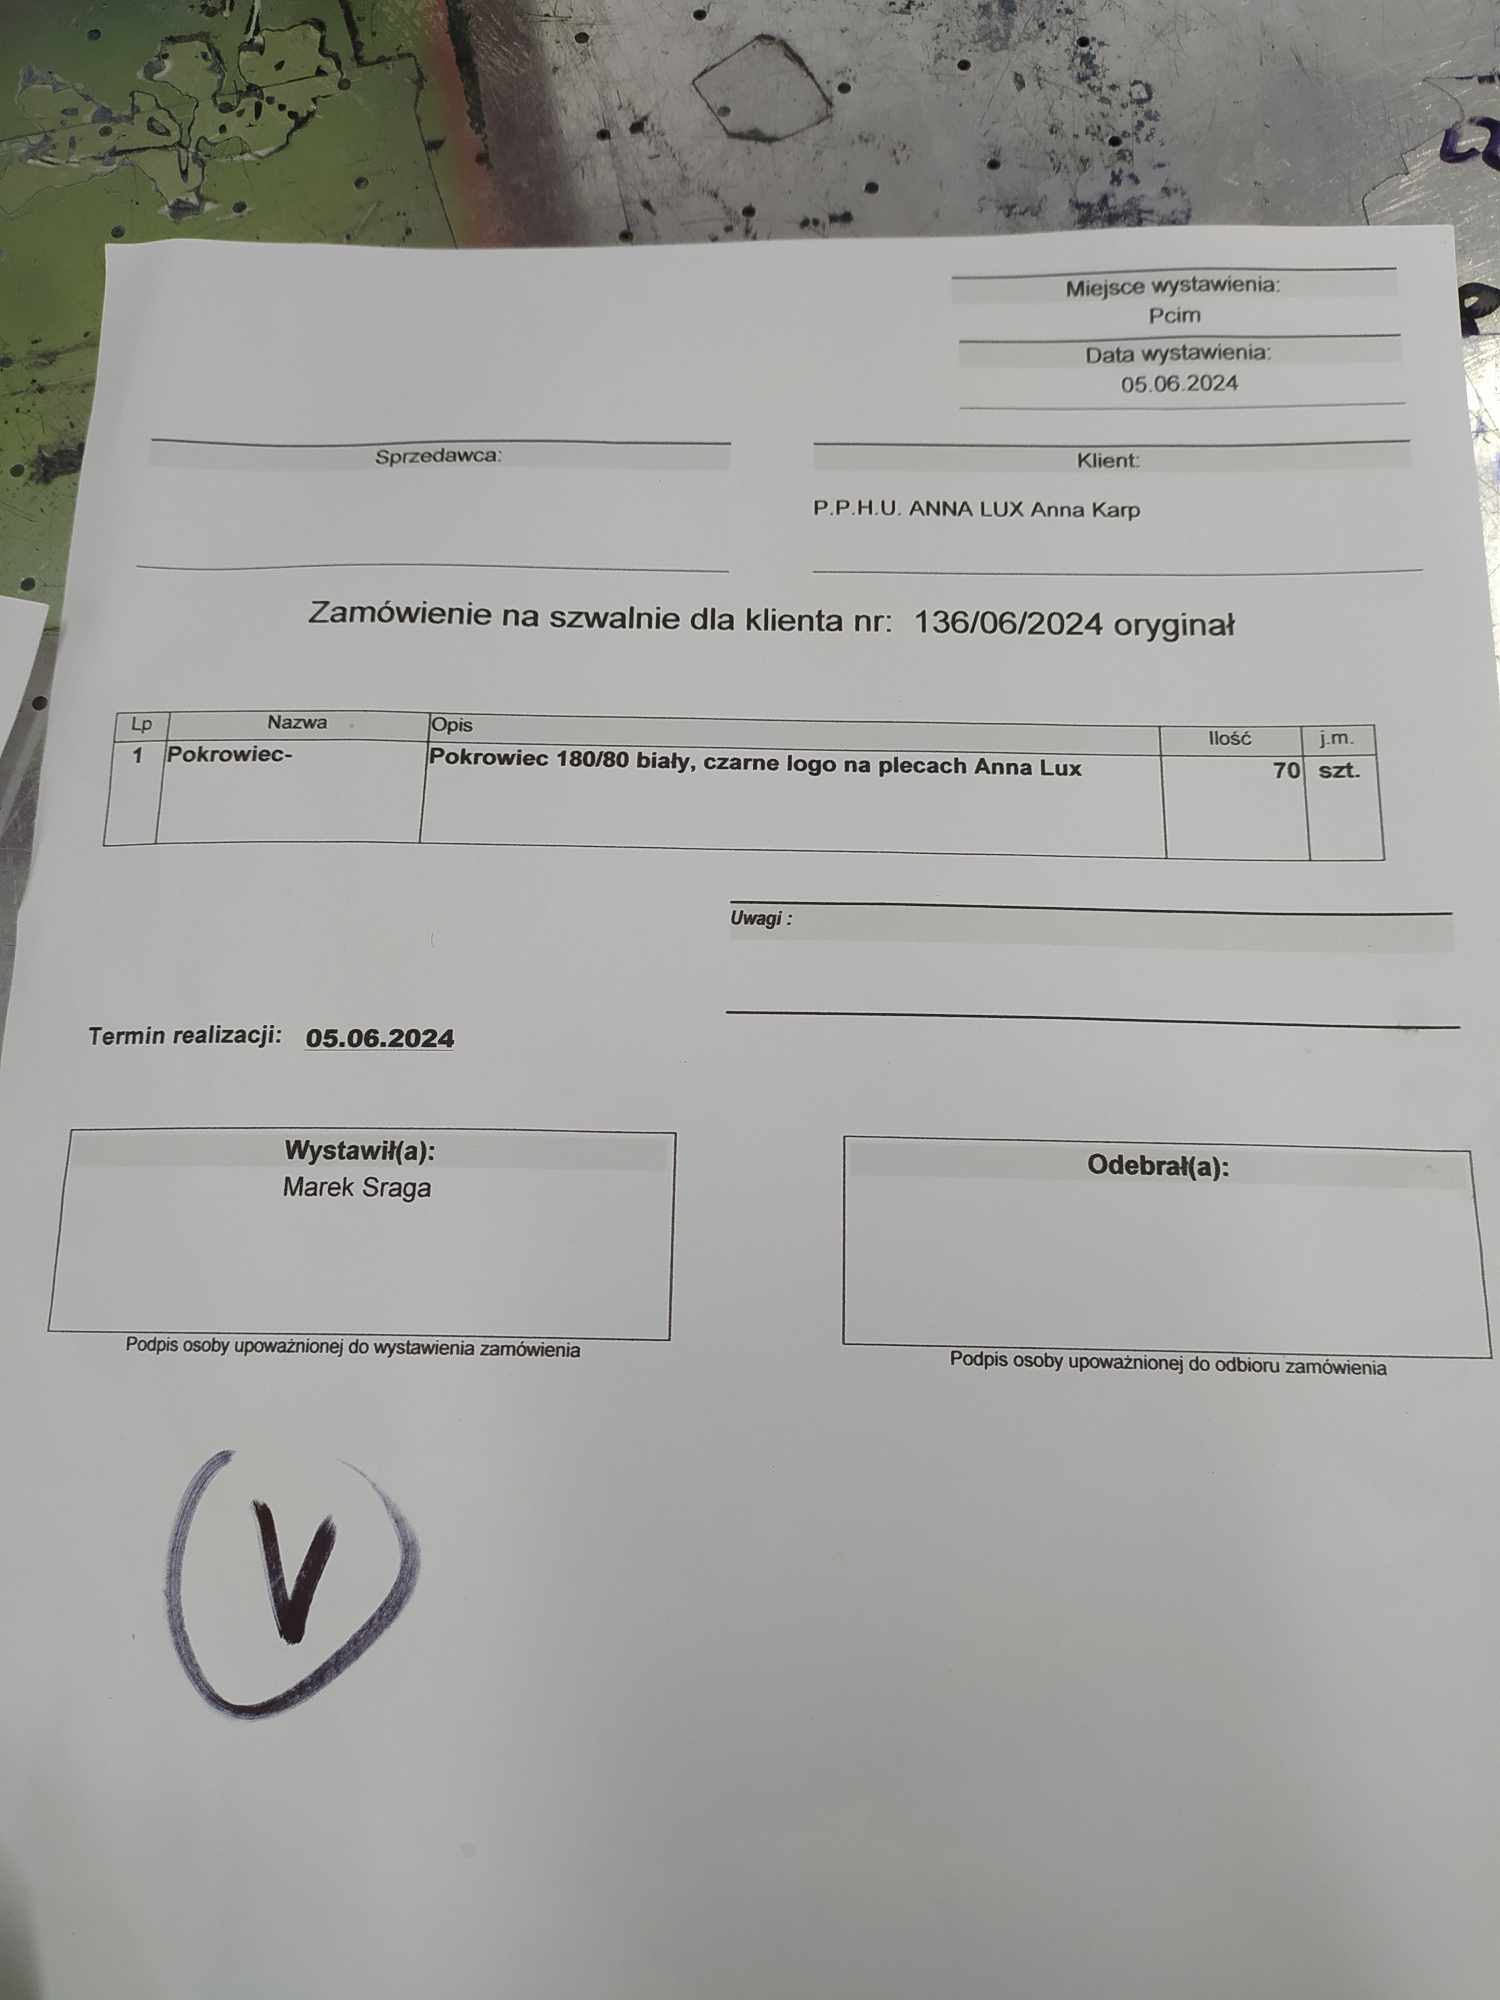 Miejsce wystawienia:
Pcim
Data wystawienia:
05.06.2024
Sprzedawca:
Klient:
P.P.H.U. ANNA LUX Anna Karp
Zamówienie na szwalnie dla klienta nr: 136/06/2024 oryginał
Lp Nazwa Opis Ilość j.m.
1 Pokrowiec- Pokrowiec 180/80 biały, czarne logo na plecach Anna Lux 70 szt.
Uwagi :
Termin realizacji: 05.06.2024
Wystawił(a):
Marek Sraga
Odebrał(a):
Podpis osoby upoważnionej do wystawienia zamówienia
Podpis osoby upoważnionej do odbioru zamówienia
V